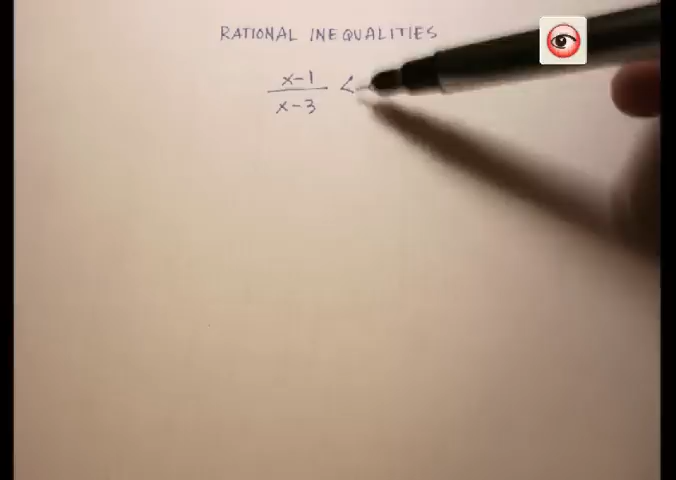 RATIONAL INEQUALITIES
x-1
x-3 <